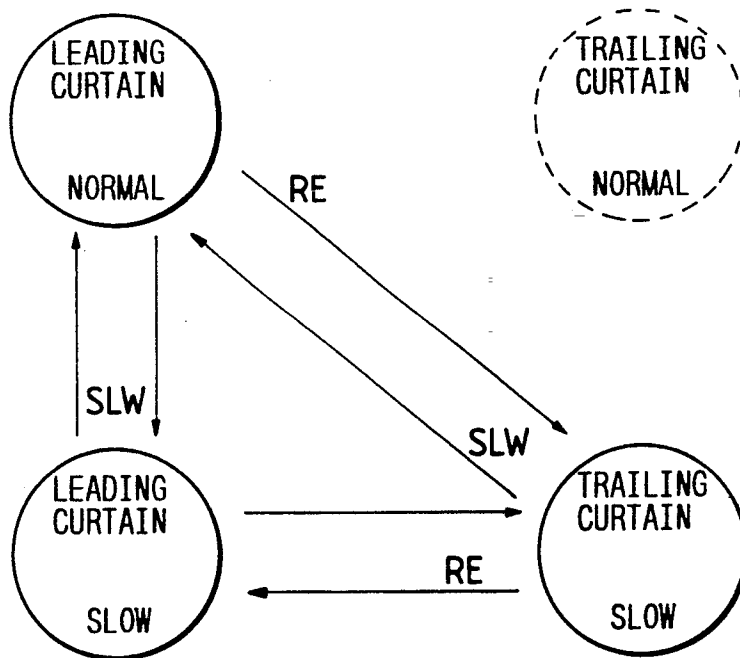 LEADING
CURTAIN
NORMAL
TRAILING
CURTAIN
NORMAL
RE
SLW
SLW
LEADING
CURTAIN
SLOW
RE
TRAILING
CURTAIN
SLOW